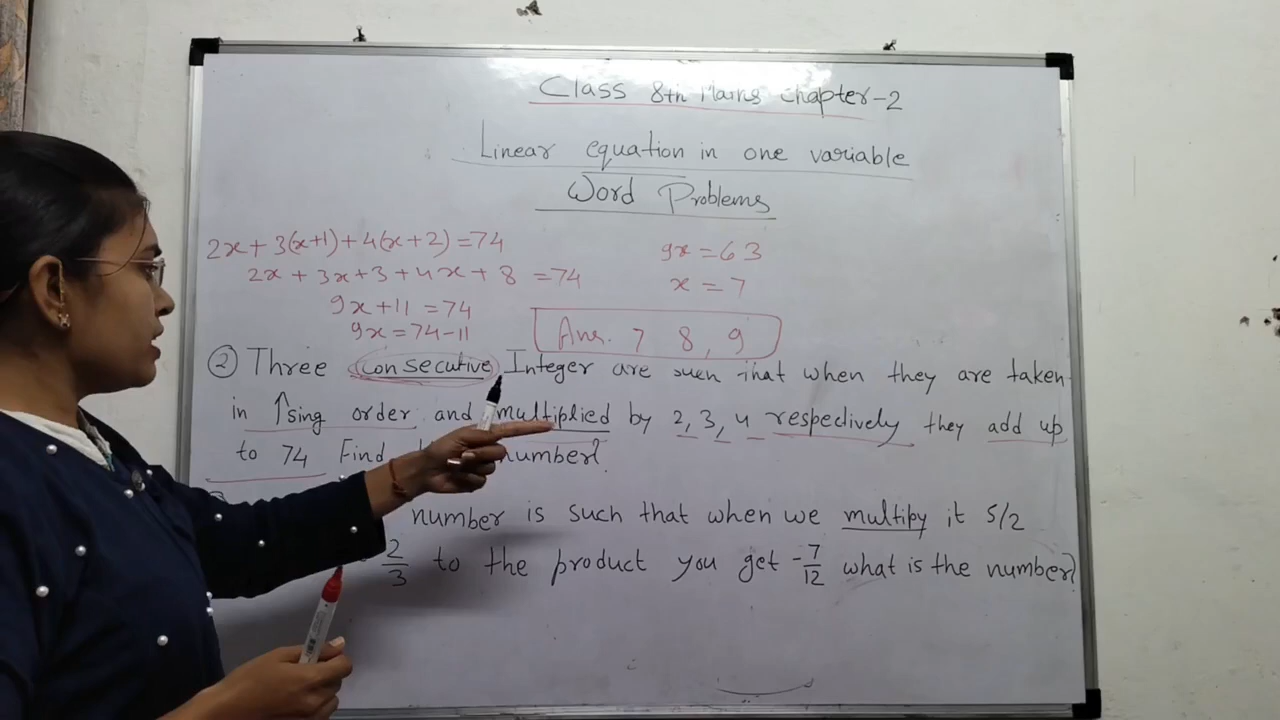 Class 8th Maths Chapter-2
Linear equation in one variable
Word Problems
2x + 3(x+1) + 4(x+2) = 74
2x + 3x + 3 + 4x + 8 = 74
9x + 11 = 74
9x = 74 - 11
9x = 63
x = 7
Ans. 7 8, 9
② Three consecutive Integer are such that when they are taken
in ↑sing order and multiplied by 2, 3, 4 respectively they add up
to 74 Find number?
number is such that when we multipy it 5/2
2/3 to the product you get -7/12 what is the number?